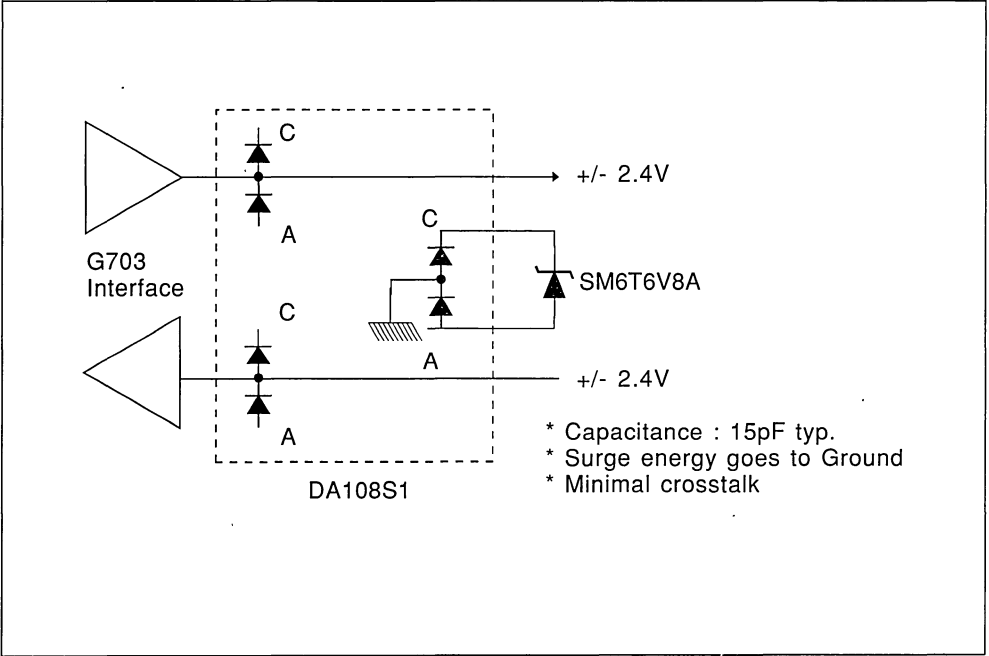 C
+/- 2.4V
A
C
G703
Interface
SM6T6V8A
C
A
+/- 2.4V
A
* Capacitance : 15pF typ.
* Surge energy goes to Ground
* Minimal crosstalk
DA108S1